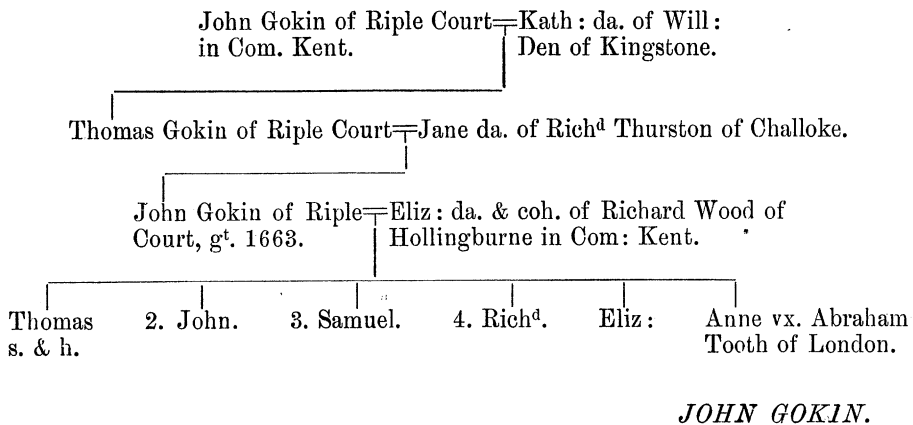 John Gokin of Riple Court=Kath : da. of Will :
in Com. Kent. Den of Kingstone.
Thomas Gokin of Riple Court=Jane da. of Richᵈ Thurston of Challoke.
John Gokin of Riple=Eliz : da. & coh. of Richard Wood of
Court, gᵗ. 1663. Hollingburne in Com: Kent.
Thomas 2. John. 3. Samuel. 4. Richᵈ. Eliz : Anne vx. Abraham
s. & h. Tooth of London.
JOHN GOKIN.